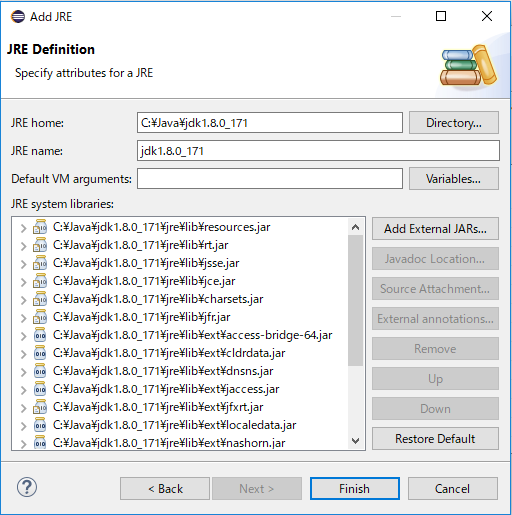 Add JRE
JRE Definition
Specify attributes for a JRE
JRE home:
C:¥Java¥jdk1.8.0_171
Directory...
JRE name:
jdk1.8.0_171
Default VM arguments:
Variables...
JRE system libraries:
C:¥Java¥jdk1.8.0_171¥jre¥lib¥resources.jar
C:¥Java¥jdk1.8.0_171¥jre¥lib¥rt.jar
C:¥Java¥jdk1.8.0_171¥jre¥lib¥jsse.jar
C:¥Java¥jdk1.8.0_171¥jre¥lib¥jce.jar
C:¥Java¥jdk1.8.0_171¥jre¥lib¥charsets.jar
C:¥Java¥jdk1.8.0_171¥jre¥lib¥jfr.jar
C:¥Java¥jdk1.8.0_171¥jre¥lib¥ext¥access-bridge-64.jar
C:¥Java¥jdk1.8.0_171¥jre¥lib¥ext¥cldrdata.jar
C:¥Java¥jdk1.8.0_171¥jre¥lib¥ext¥dnsns.jar
C:¥Java¥jdk1.8.0_171¥jre¥lib¥ext¥jaccess.jar
C:¥Java¥jdk1.8.0_171¥jre¥lib¥ext¥jfxrt.jar
C:¥Java¥jdk1.8.0_171¥jre¥lib¥ext¥localedata.jar
C:¥Java¥jdk1.8.0_171¥jre¥lib¥ext¥nashorn.jar
Add External JARs...
Javadoc Location...
Source Attachment...
External annotations...
Remove
Up
Down
Restore Default
?
< Back
Next >
Finish
Cancel